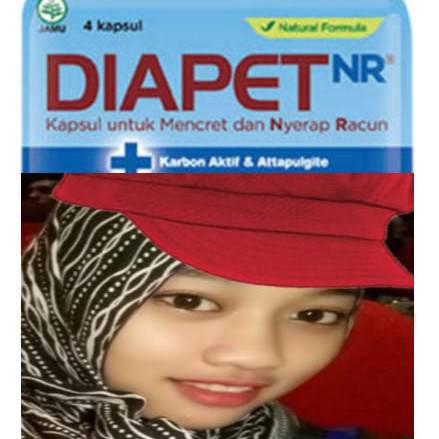 JAMU
4 kapsul
Natural Formula
DIAPET NR®
Kapsul untuk Mencret dan Nyerap Racun
Karbon Aktif & Attapulgite